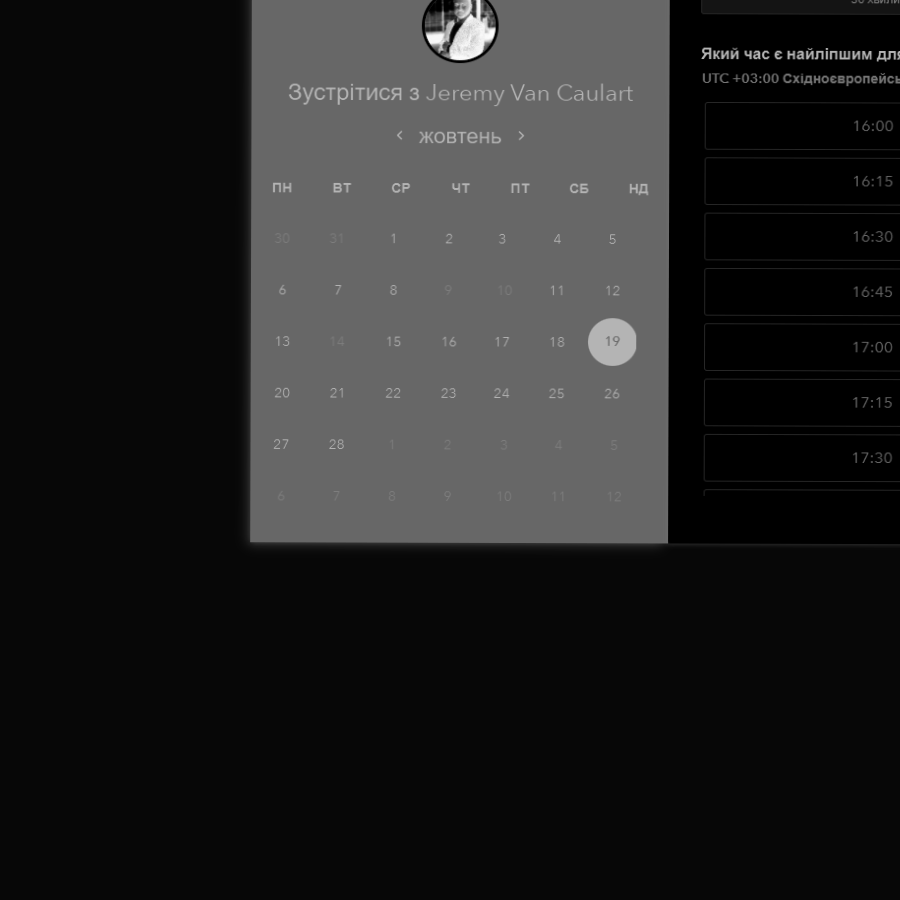 Зустрітися з Jeremy Van Caulart
жовтень
ПН ВТ СР ЧТ ПТ СБ НД
30 31 1 2 3 4 5
6 7 8 9 10 11 12
13 14 15 16 17 18 19
20 21 22 23 24 25 26
27 28 1 2 3 4 5
6 7 8 9 10 11 12
Який час є найліпшим для
UTC +03:00 Східноєвропейсь
16:00
16:15
16:30
16:45
17:00
17:15
17:30